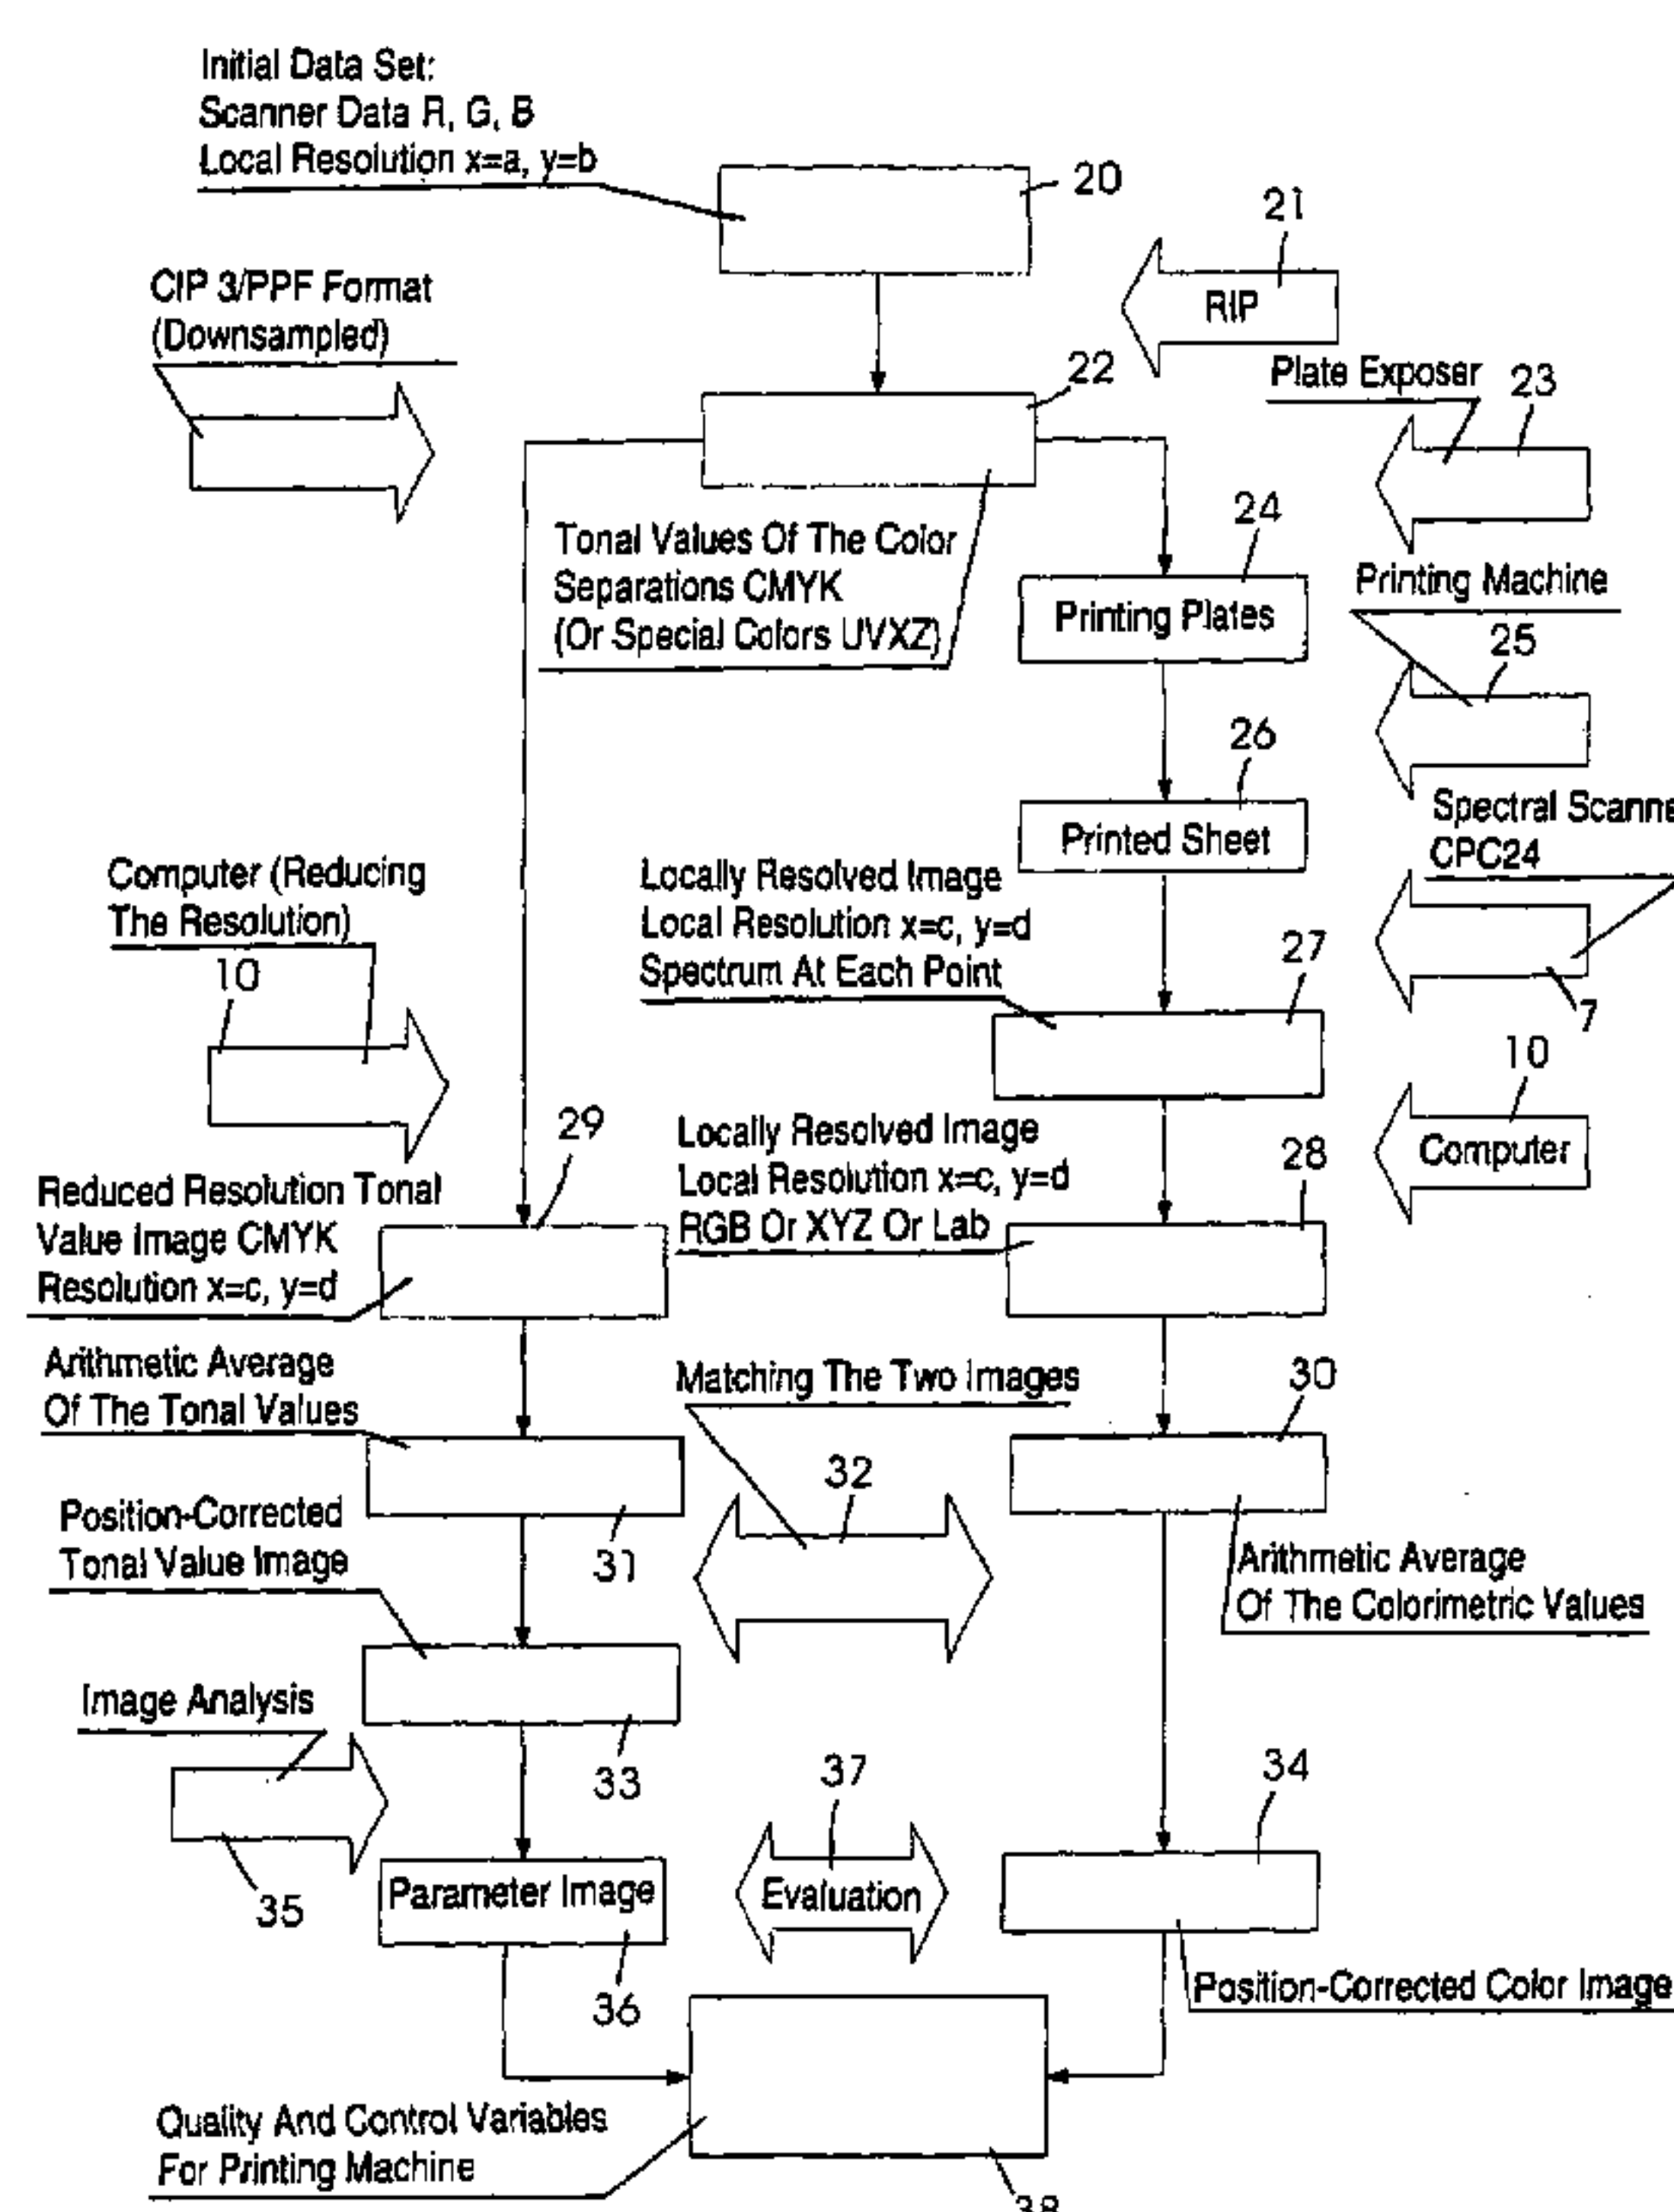 Initial Data Set:
Scanner Data R, G, B
Local Resolution x=a, y=b
20
21
RIP
CIP 3/PPF Format
(Downsampled)
22
Plate Exposer
23
Tonal Values Of The Color
Separations CMYK
(Or Special Colors UVXZ)
24
Printing Plates
Printing Machine
25
26
Printed Sheet
Spectral Scanne
CPC24
7
Computer (Reducing
The Resolution)
10
Locally Resolved Image
Local Resolution x=c, y=d
Spectrum At Each Point
27
10
Computer
29
Locally Resolved Image
Local Resolution x=c, y=d
RGB Or XYZ Or Lab
28
Reduced Resolution Tonal
Value Image CMYK
Resolution x=c, y=d
Arithmetic Average
Of The Tonal Values
31
Matching The Two Images
32
30
Arithmetic Average
Of The Colorimetric Values
Position-Corrected
Tonal Value Image
33
Image Analysis
35
37
Evaluation
34
Parameter Image
36
Position-Corrected Color Image
Quality And Control Variables
For Printing Machine
38